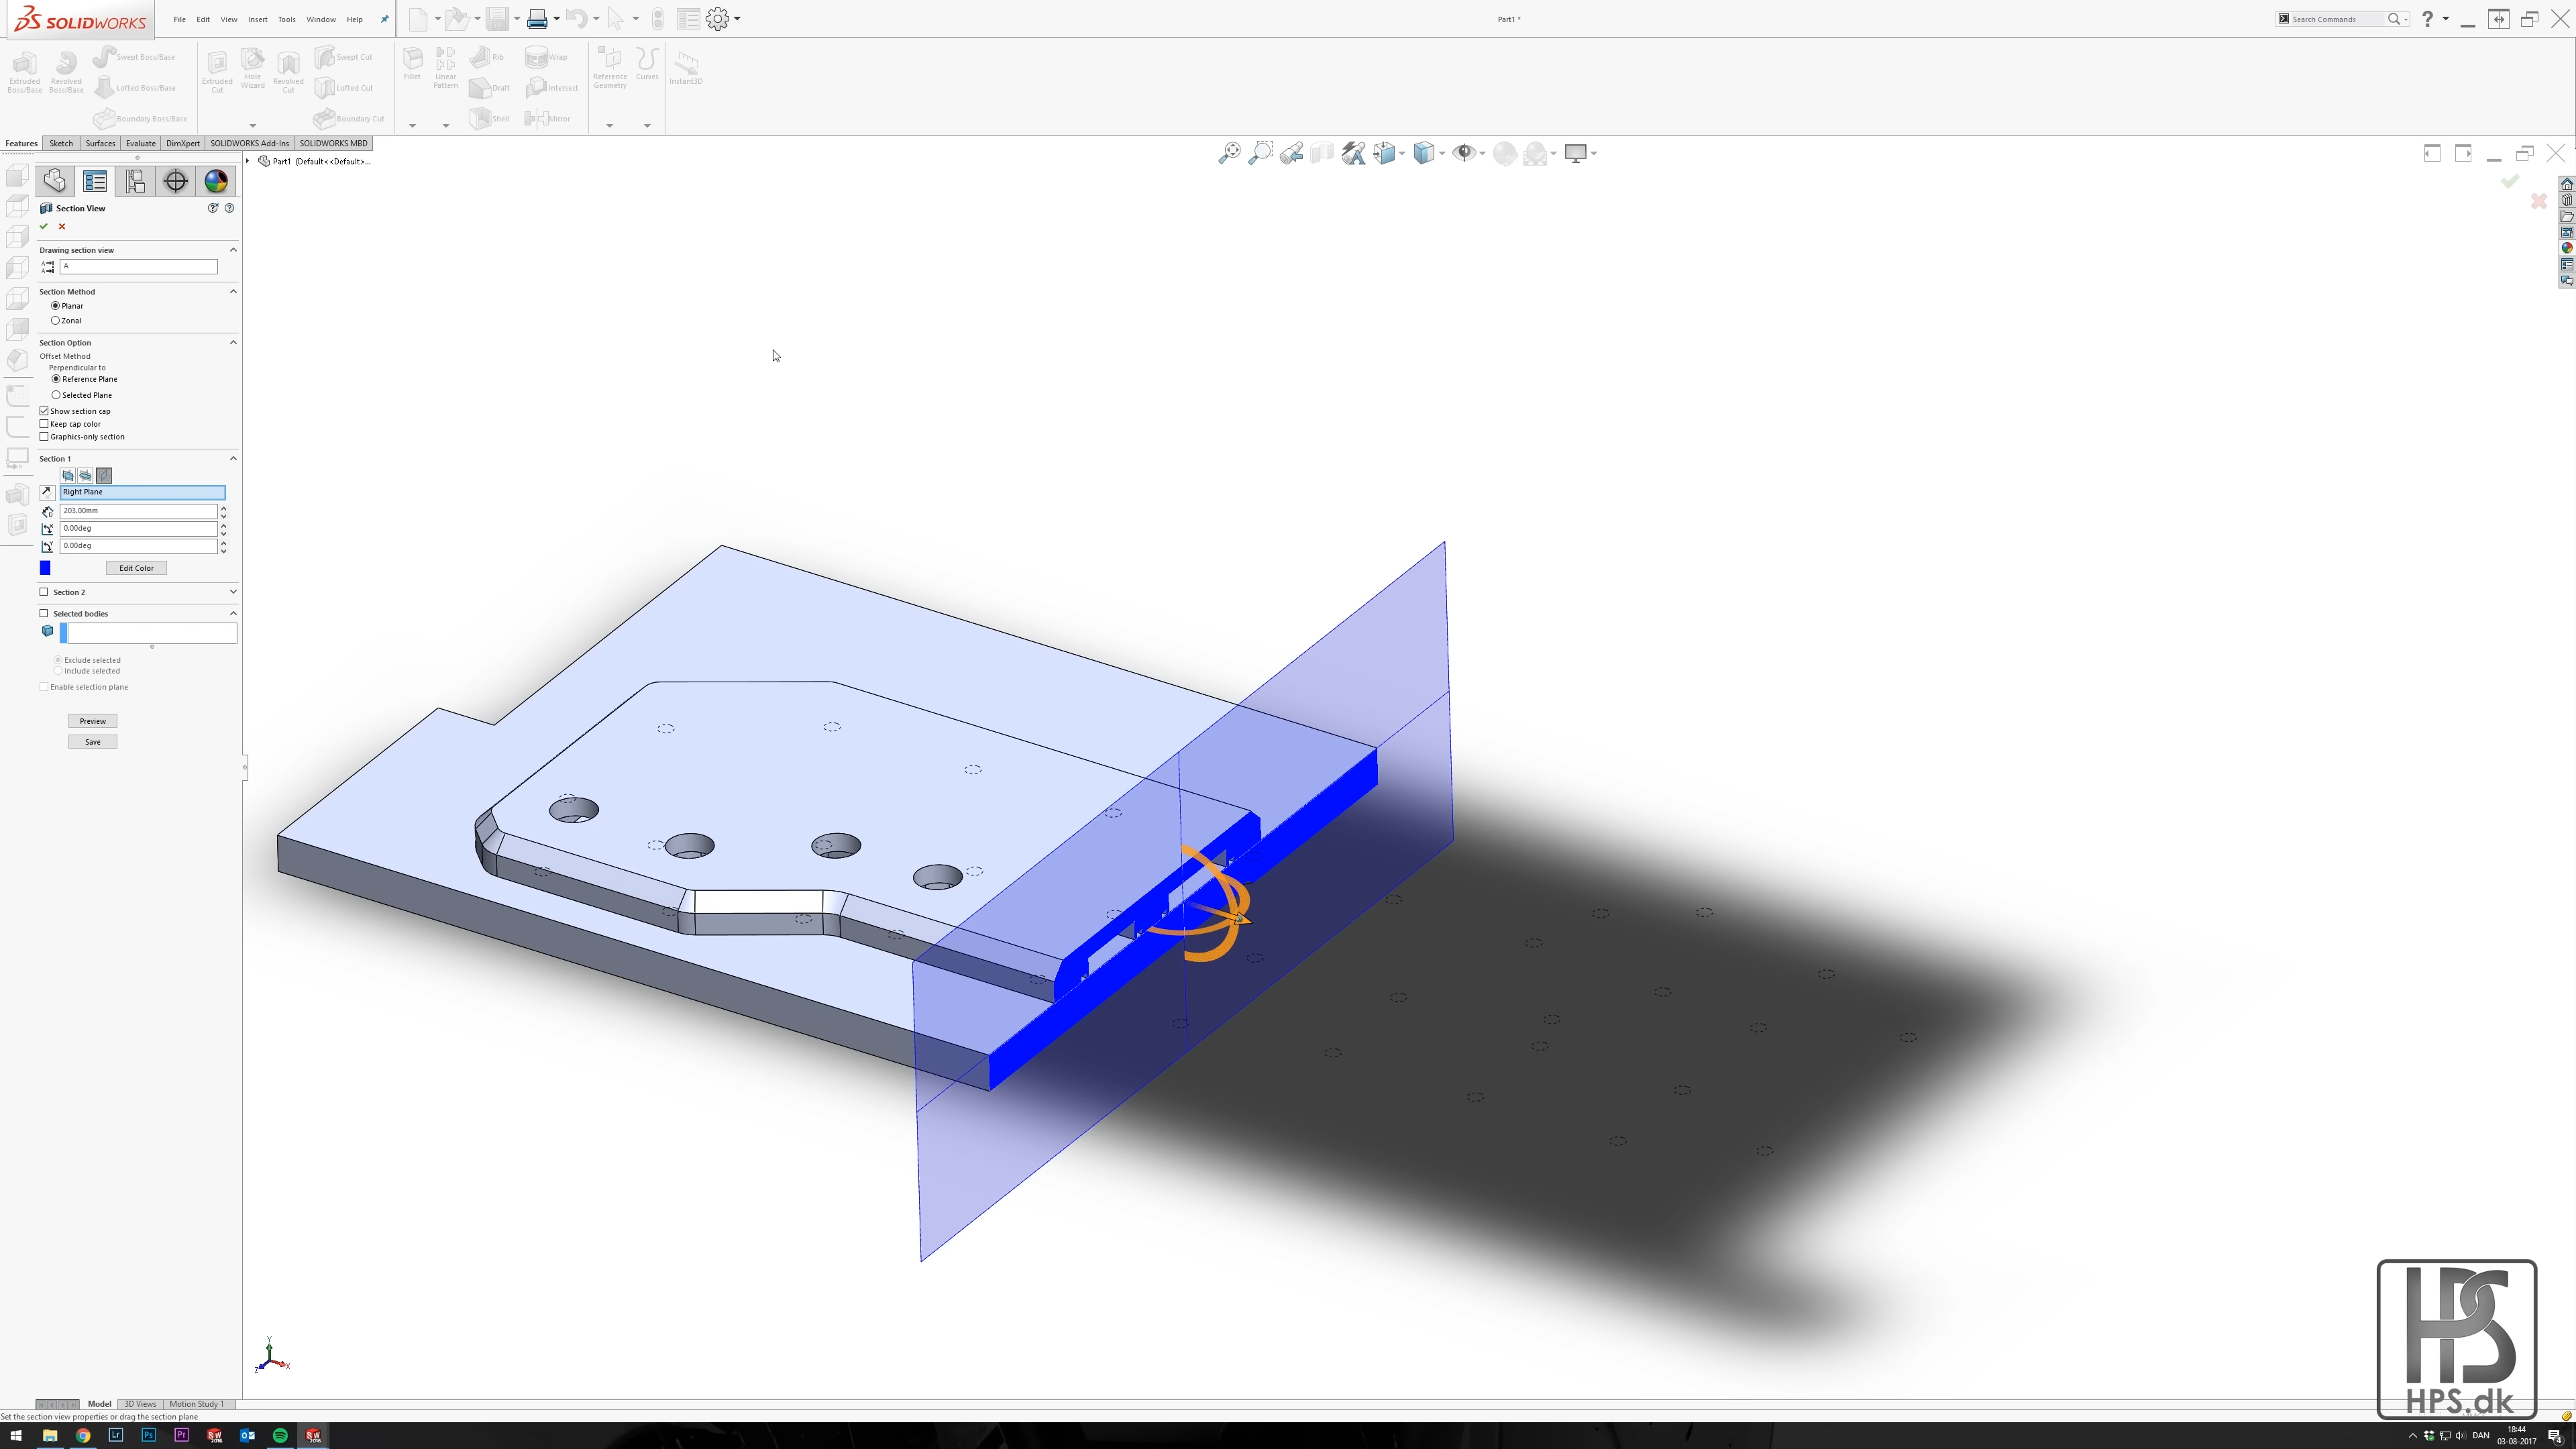 SOLIDWORKS File Edit View Insert Tools Window Help Part1 * Search Commands
Extruded Boss/Base
Revolved Boss/Base
Swept Boss/Base
Lofted Boss/Base
Boundary Boss/Base
Extruded Cut
Hole Wizard
Revolved Cut
Swept Cut
Lofted Cut
Boundary Cut
Fillet
Linear Pattern
Rib
Draft
Shell
Wrap
Intersect
Mirror
Reference Geometry
Curves
Instant3D
Features Sketch Surfaces Evaluate DimXpert SOLIDWORKS Add-Ins SOLIDWORKS MBD
Part1 (Default<<Default>...
Section View
Drawing section view
A
Section Method
Planar
Zonal
Section Option
Offset Method
Perpendicular to
Reference Plane
Selected Plane
Show section cap
Keep cap color
Graphics-only section
Section 1
Right Plane
203.00mm
0.00deg
0.00deg
Edit Color
Section 2
Selected bodies
Exclude selected
Include selected
Enable selection plane
Preview
Save
Y
Z
X
HPS
HPS.dk
Model 3D Views Motion Study 1
Set the section view properties or drag the section plane
Lr Ps Pr DAN 18:44
03-08-2017